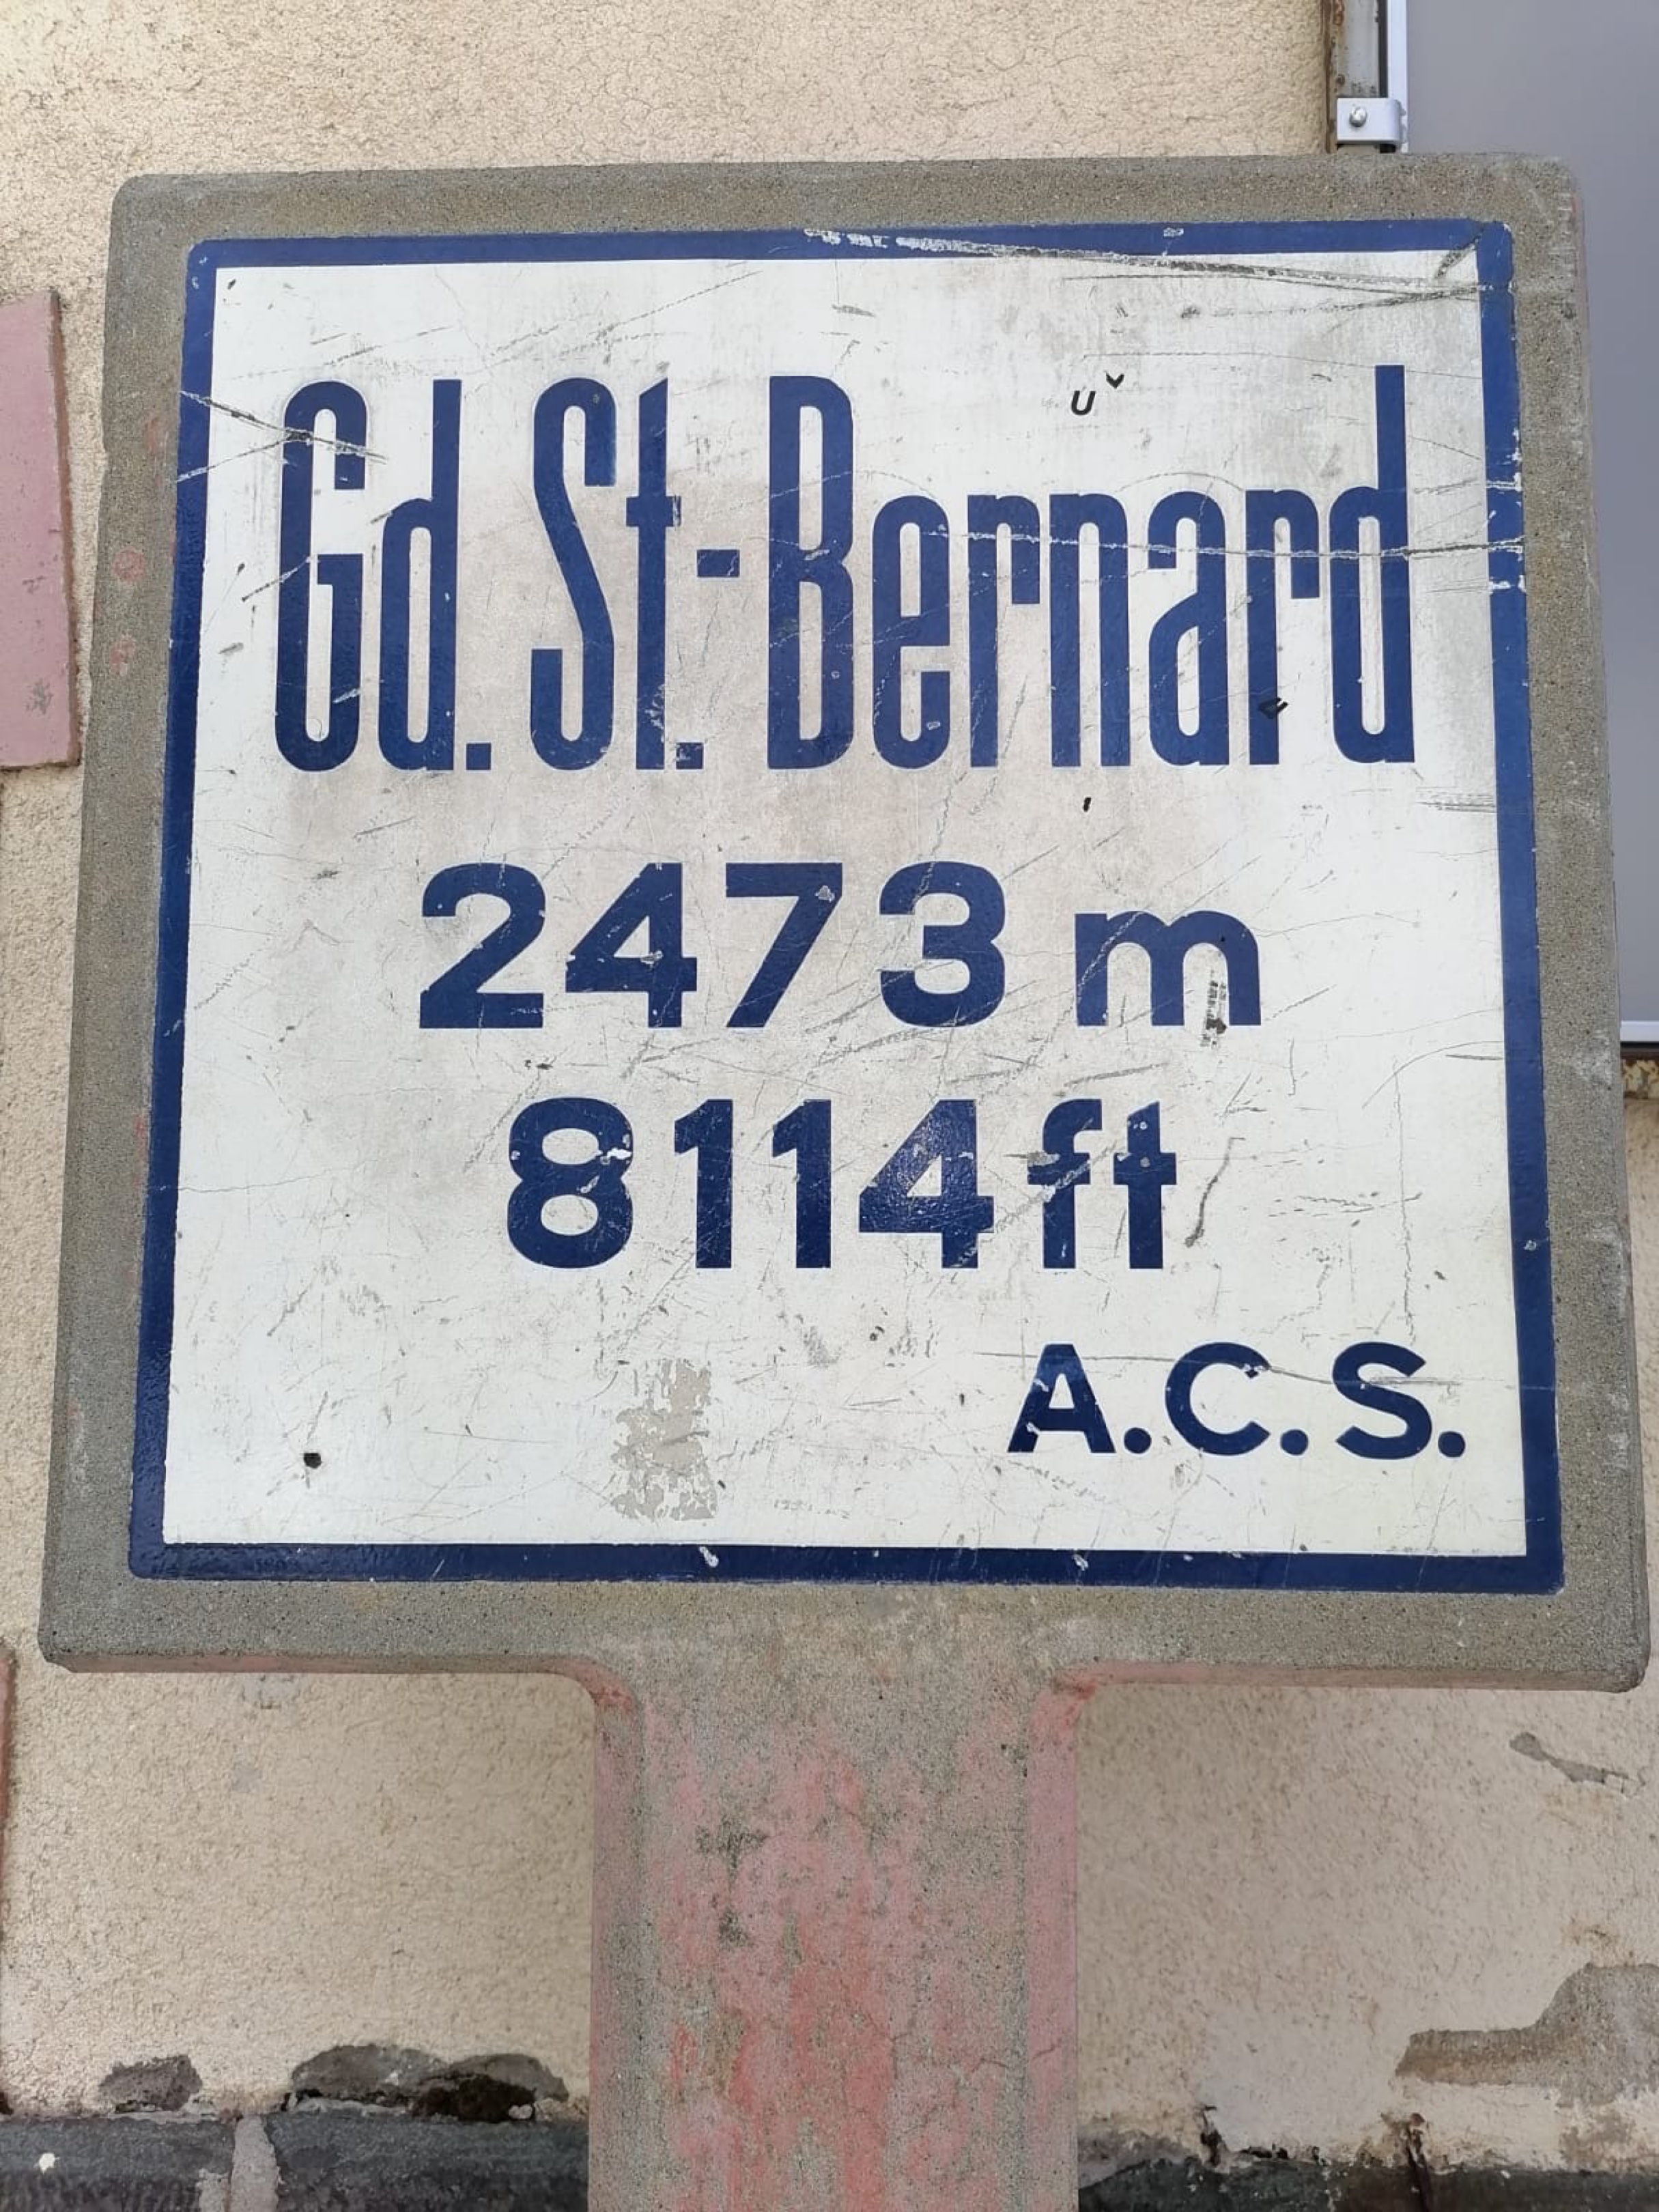 Gd. St.-Bernard
2473 m
8114 ft
A.C.S.